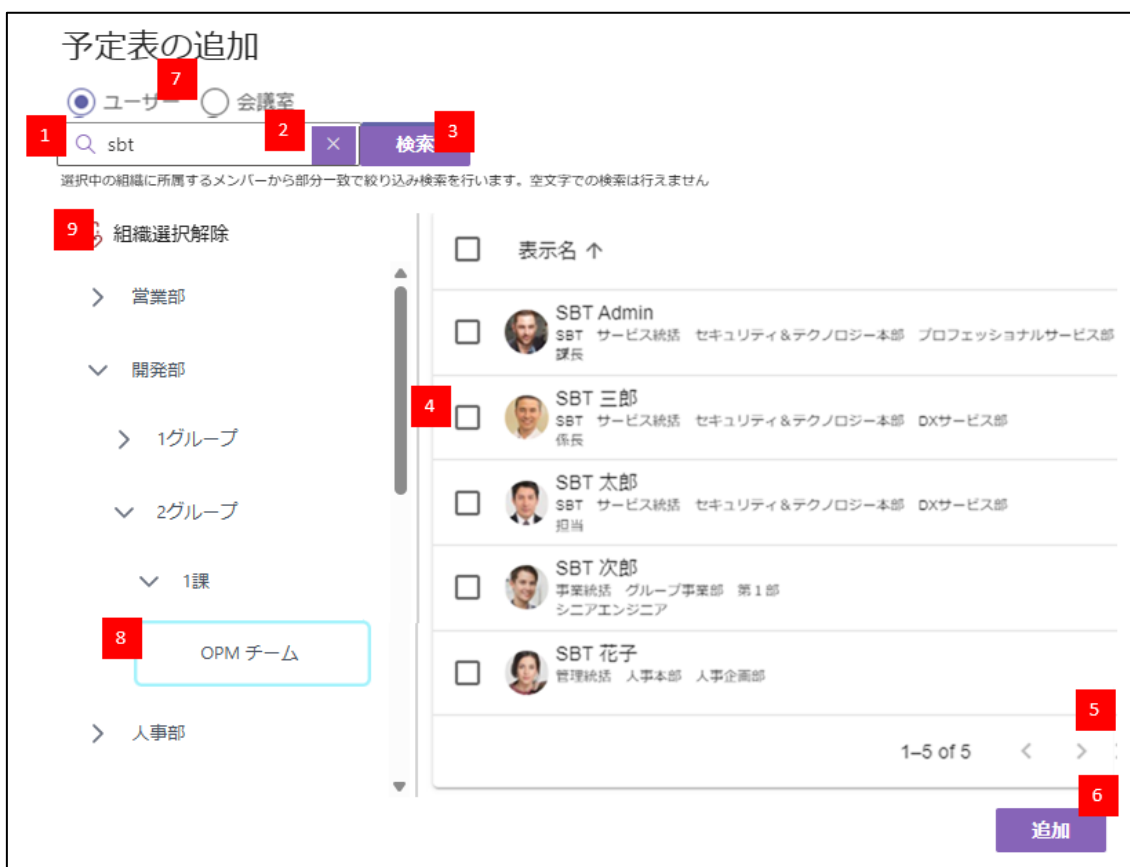 予定表の追加
7
ユーザー 会議室
1 sbt 2 × 検索 3
選択中の組織に所属するメンバーから部分一致で絞り込み検索を行います。空文字での検索は行えません
9 組織選択解除
営業部
開発部
1グループ
2グループ
1課
8 OPM チーム
人事部
表示名 ↑
SBT Admin
SBT サービス統括 セキュリティ&テクノロジー本部 プロフェッショナルサービス部
課長
4
SBT 三郎
SBT サービス統括 セキュリティ&テクノロジー本部 DXサービス部
係長
SBT 太郎
SBT サービス統括 セキュリティ&テクノロジー本部 DXサービス部
担当
SBT 次郎
事業統括 グループ事業部 第1部
シニアエンジニア
SBT 花子
管理統括 人事本部 人事企画部
5
1–5 of 5
6
追加